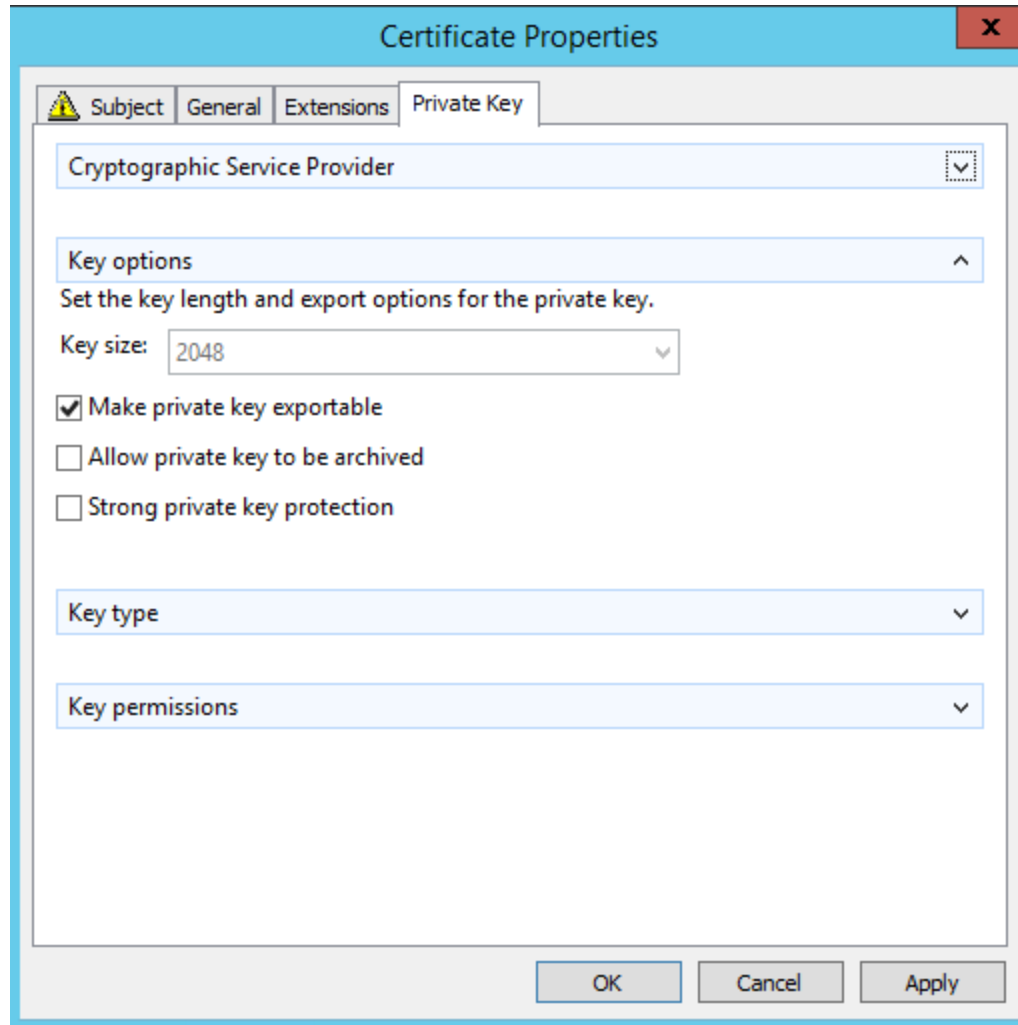 Certificate Properties
x
Subject General Extensions Private Key
Cryptographic Service Provider
Key options
Set the key length and export options for the private key.
Key size: 2048
Make private key exportable
Allow private key to be archived
Strong private key protection
Key type
Key permissions
OK Cancel Apply